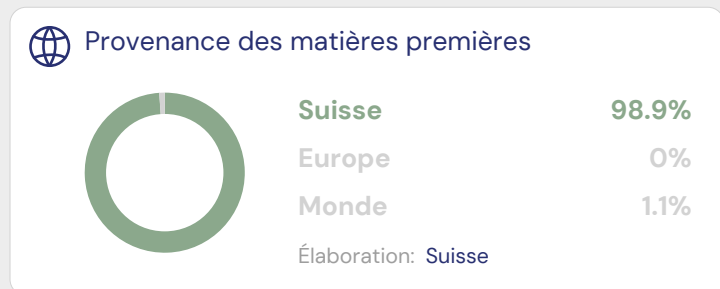 Provenance des matières premières
Suisse 98.9%
Europe 0%
Monde 1.1%
Élaboration: Suisse